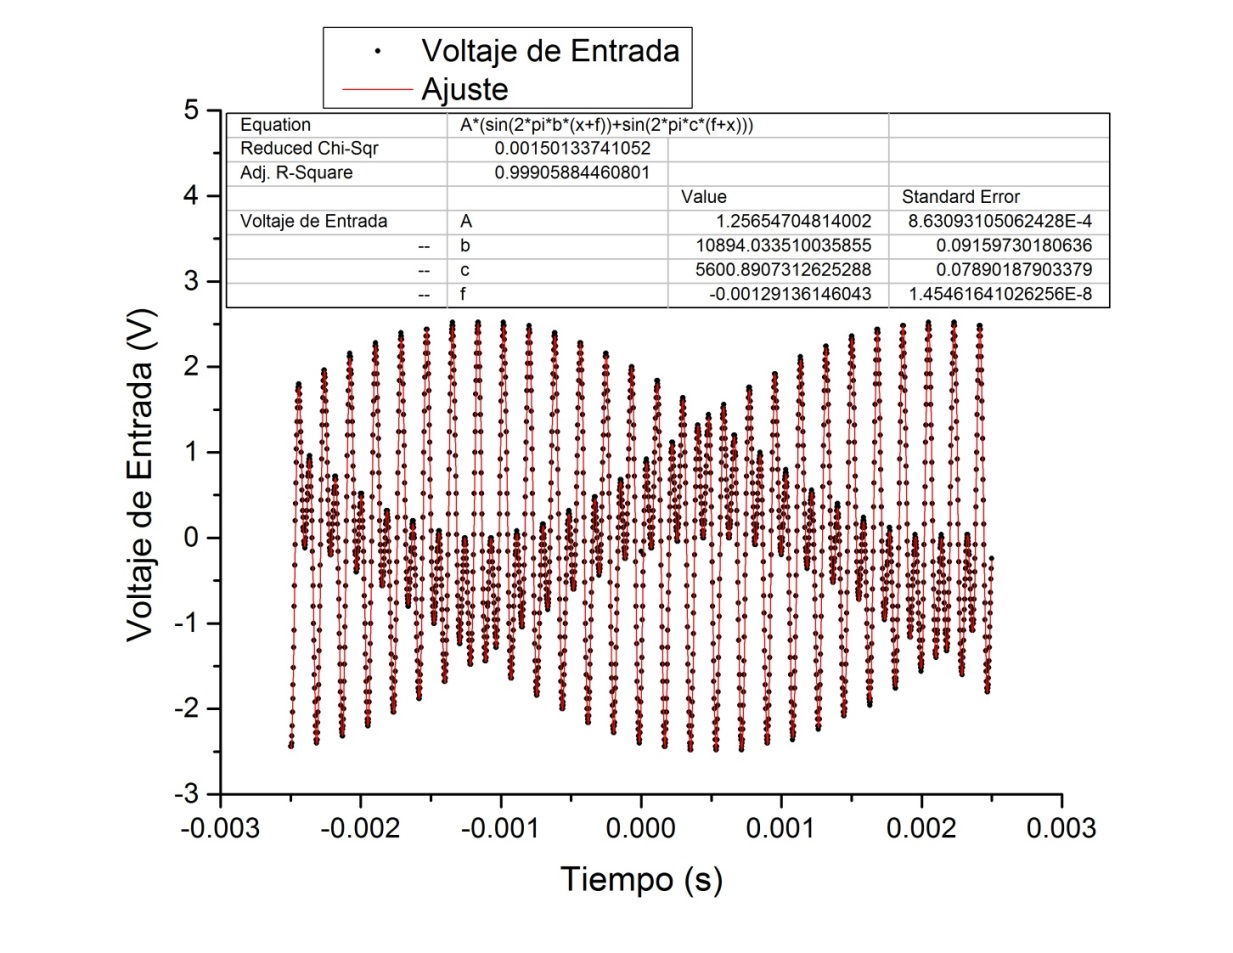 Voltaje de Entrada
Ajuste
Equation A*(sin(2*pi*b*(x+f))+sin(2*pi*c*(f+x)))
Reduced Chi-Sqr 0.00150133741052
Adj. R-Square 0.99905884460801
Value Standard Error
Voltaje de Entrada A 1.25654704814002 8.63093105062428E-4
-- b 10894.033510035855 0.09159730180636
-- c 5600.8907312625288 0.07890187903379
-- f -0.00129136146043 1.45461641026256E-8
5
4
3
2
1
0
-1
-2
-3
Voltaje de Entrada (V)
-0.003 -0.002 -0.001 0.000 0.001 0.002 0.003
Tiempo (s)